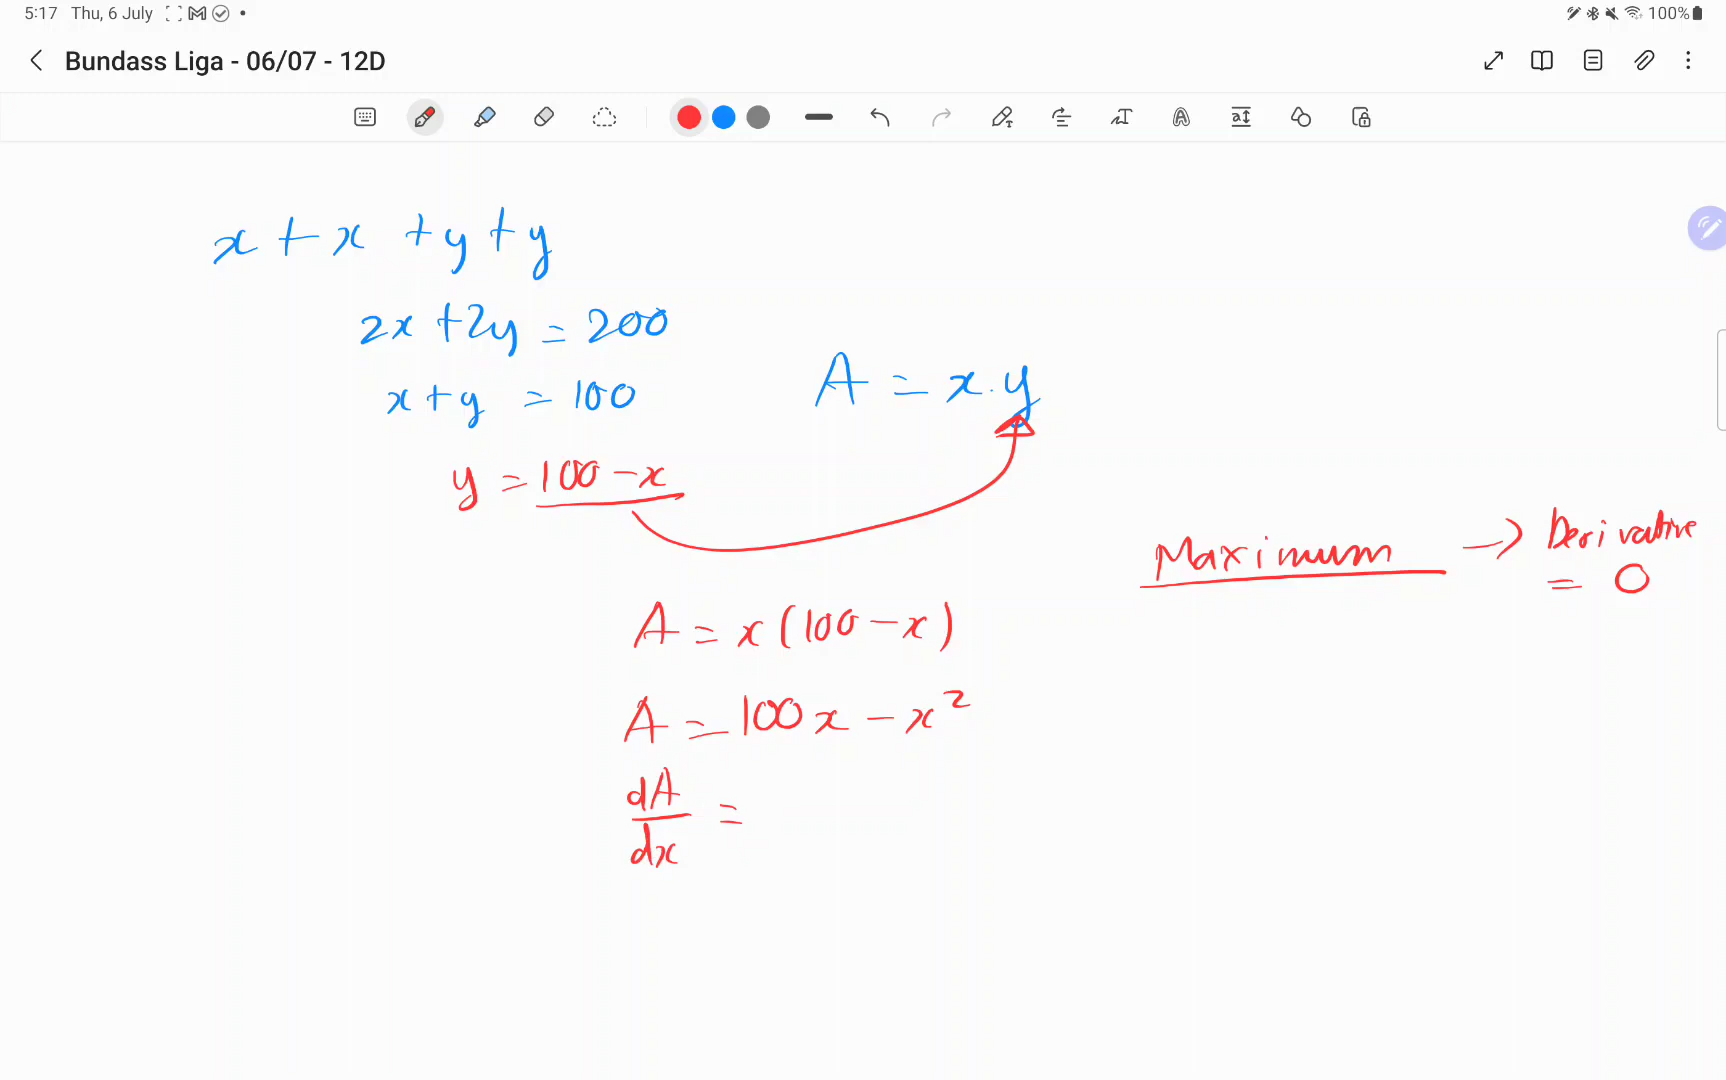 5:17 Thu, 6 July
100%
Bundass Liga - 06/07 - 12D
x + x + y + y
2x + 2y = 200
x + y = 100
A = x . y
y = 100 - x
Maximum → Derivative
= 0
A = x (100 - x)
A = 100x - x²
dA/dx =